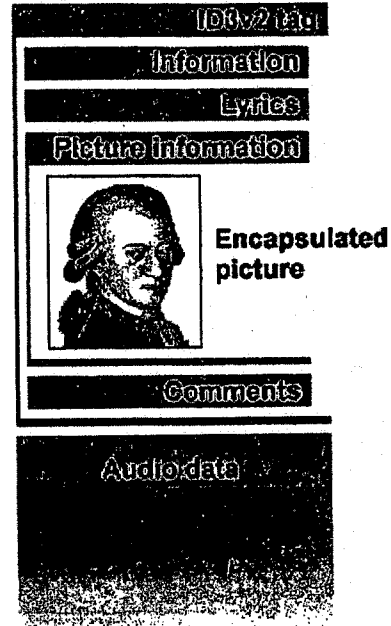 ID3v2 tag
Information
Lyrics
Picture information
Encapsulated
picture
Comments
Audio data